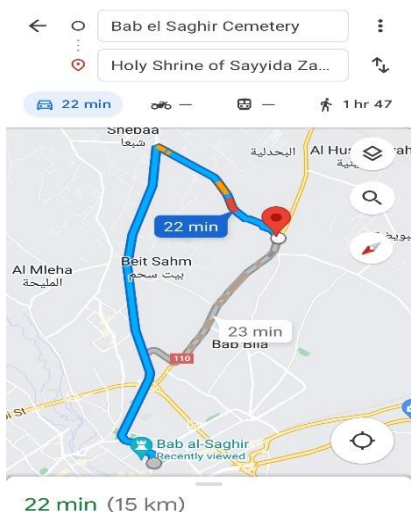 Bab el Saghir Cemetery
Holy Shrine of Sayyida Za...
22 min
1 hr 47
Shebaa
شبعا
البحدلية
Al Hu
22 min
Beit Sahm
بيت سحم
Al Mleha
المليحة
23 min
Bab Bila
110
Bab al-Saghir
Recently viewed
22 min (15 km)